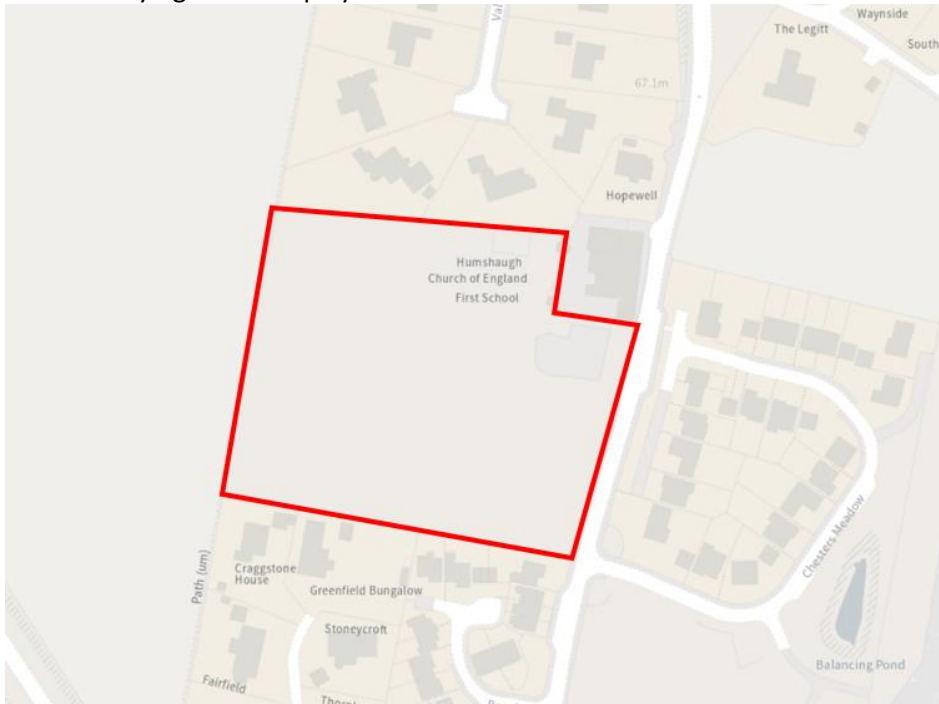 Val
The Legitt
Waynside
South
67.1m
Hopewell
Humshaugh
Church of England
First School
Path (um)
Craggstone
House
Greenfield Bungalow
Stoneycroft
Fairfield
Chesters Meadow
Balancing Pond